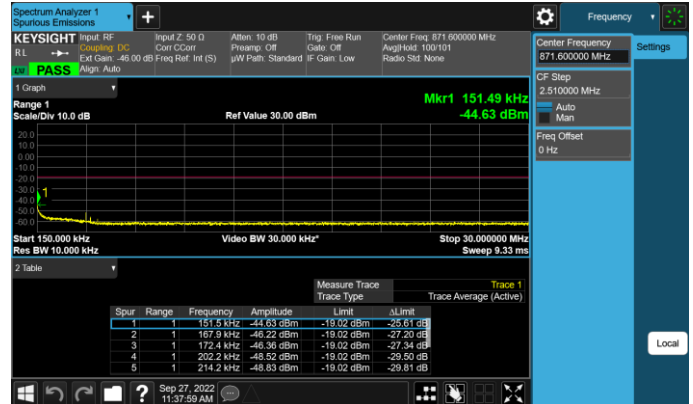 Spectrum Analyzer 1
Spurious Emissions
Frequency
KEYSIGHT
RL
LXI
PASS
Input: RF
Coupling: DC
Ext Gain: -46.00 dB
Align: Auto
Input Z: 50 Ω
Corr CCorr
Freq Ref: Int (S)
Atten: 10 dB
Preamp: Off
µW Path: Standard
Trig: Free Run
Gate: Off
IF Gain: Low
Center Freq: 871.600000 MHz
Avg|Hold: 100/101
Radio Std: None
Center Frequency
871.600000 MHz
Settings
CF Step
2.510000 MHz
Auto
Man
Freq Offset
0 Hz
1 Graph
Range 1
Scale/Div 10.0 dB
Ref Value 30.00 dBm
Mkr1 151.49 kHz
-44.63 dBm
20.0
10.0
0.00
-10.0
-20.0
-30.0
-40.0
-50.0
-60.0
1
Start 150.000 kHz
Res BW 10.000 kHz
Video BW 30.000 kHz*
Stop 30.000000 MHz
Sweep 9.33 ms
2 Table
Measure Trace Trace 1
Trace Type Trace Average (Active)
Spur Range Frequency Amplitude Limit ∆Limit
1 1 151.5 kHz -44.63 dBm -19.02 dBm -25.61 dB
2 1 167.9 kHz -46.22 dBm -19.02 dBm -27.20 dB
3 1 172.4 kHz -46.36 dBm -19.02 dBm -27.34 dB
4 1 202.2 kHz -48.52 dBm -19.02 dBm -29.50 dB
5 1 214.2 kHz -48.83 dBm -19.02 dBm -29.81 dB
Local
?
Sep 27, 2022
11:37:59 AM